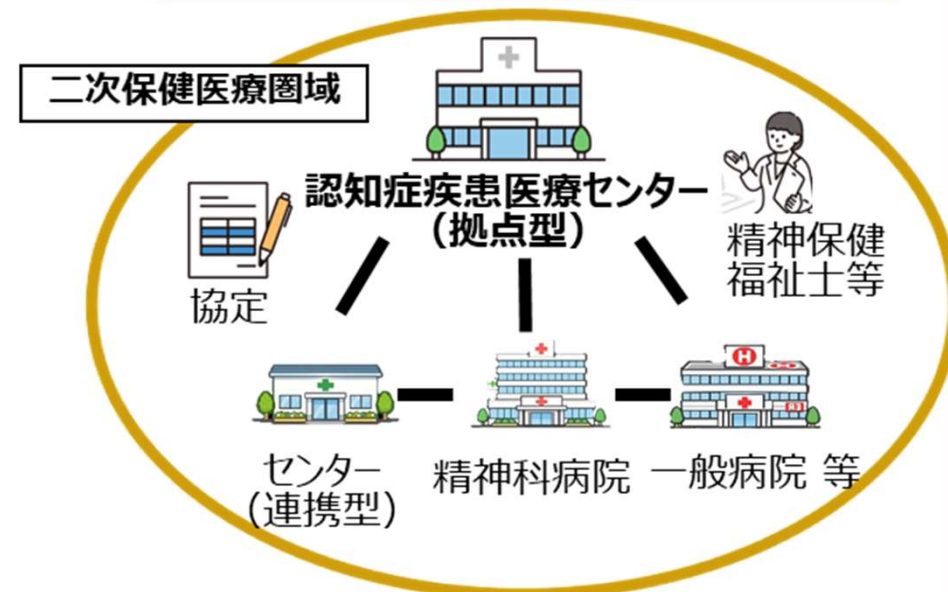 二次保健医療圏域
認知症疾患医療センター
（拠点型）
協定
精神保健
福祉士等
センター
（連携型）
精神科病院
一般病院 等
H